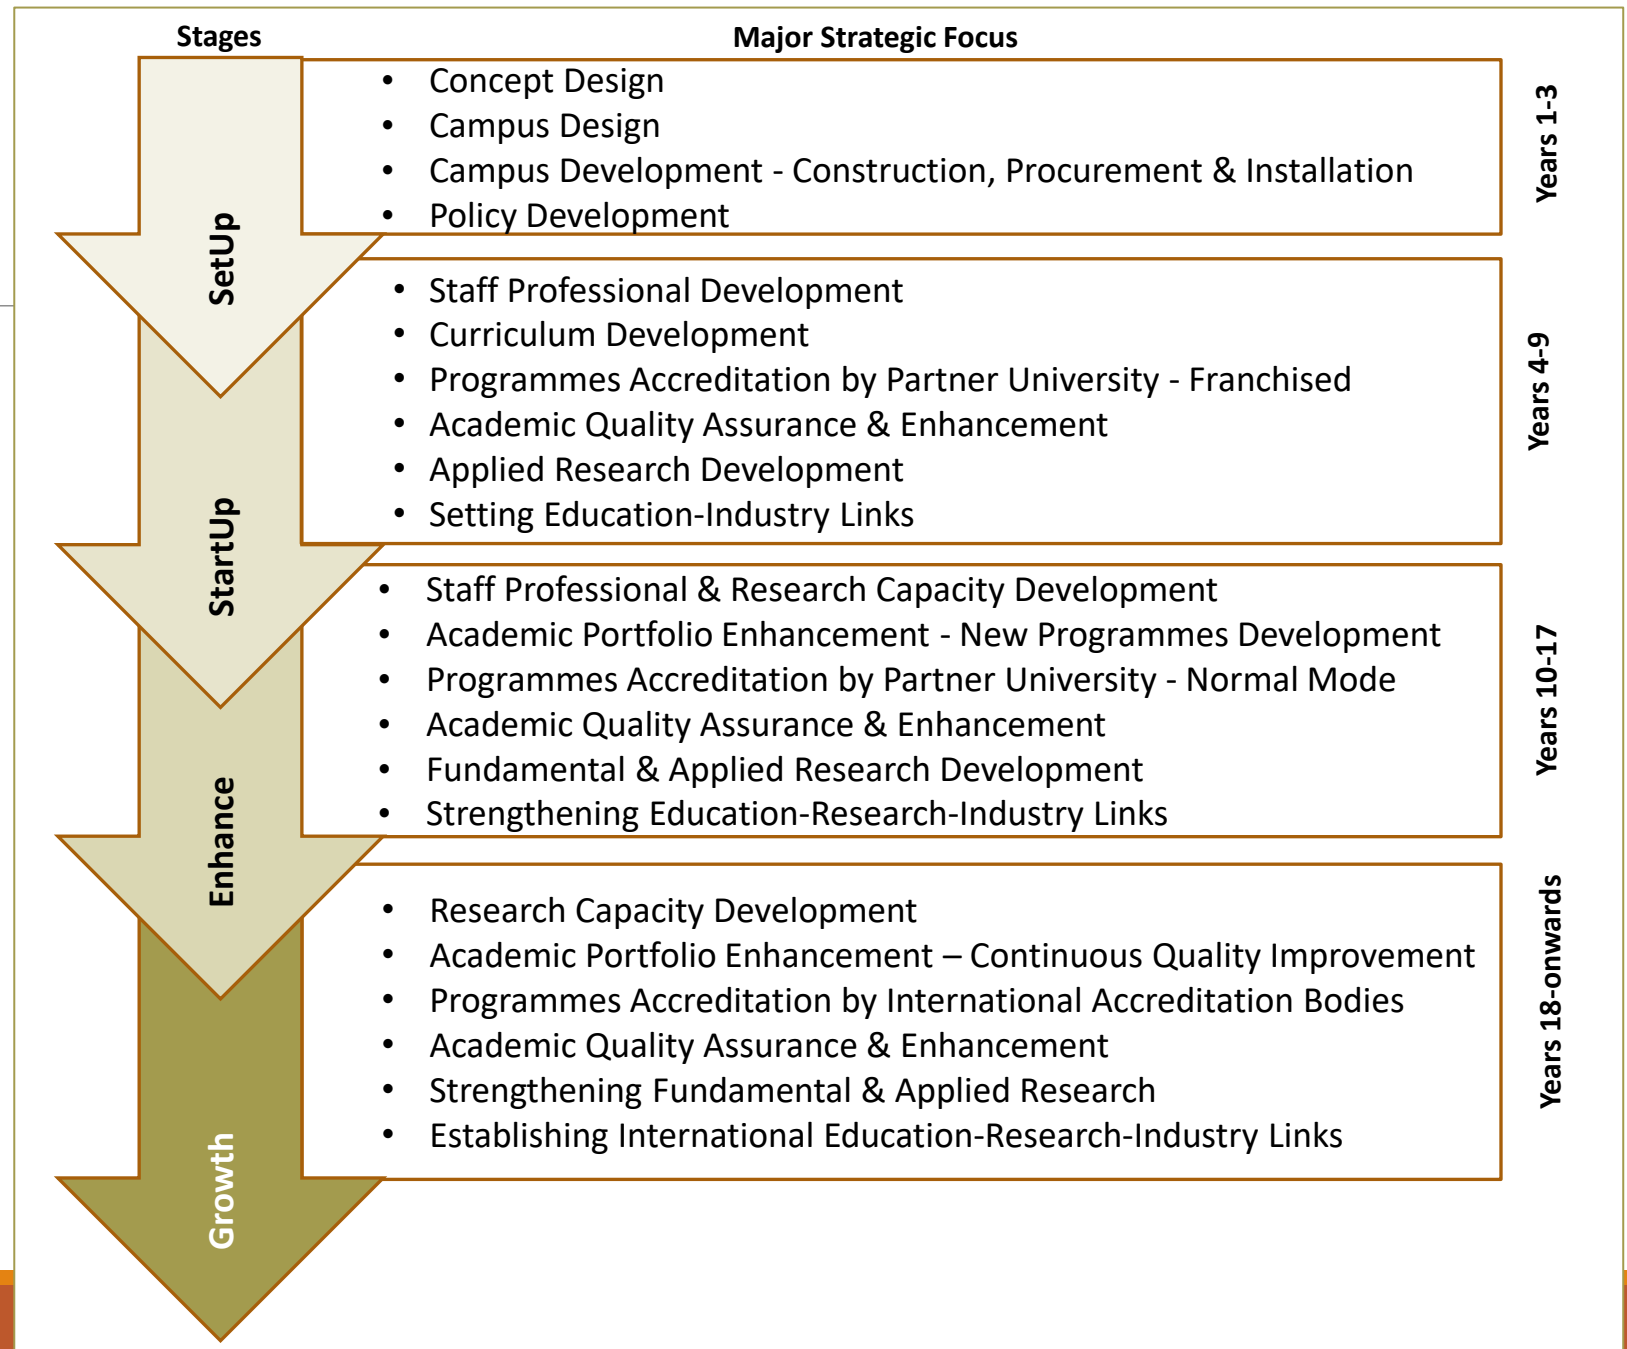 Stages
Major Strategic Focus
SetUp
• Concept Design
• Campus Design
• Campus Development - Construction, Procurement & Installation
• Policy Development
Years 1-3
StartUp
• Staff Professional Development
• Curriculum Development
• Programmes Accreditation by Partner University - Franchised
• Academic Quality Assurance & Enhancement
• Applied Research Development
• Setting Education-Industry Links
Years 4-9
Enhance
• Staff Professional & Research Capacity Development
• Academic Portfolio Enhancement - New Programmes Development
• Programmes Accreditation by Partner University - Normal Mode
• Academic Quality Assurance & Enhancement
• Fundamental & Applied Research Development
• Strengthening Education-Research-Industry Links
Years 10-17
Growth
• Research Capacity Development
• Academic Portfolio Enhancement – Continuous Quality Improvement
• Programmes Accreditation by International Accreditation Bodies
• Academic Quality Assurance & Enhancement
• Strengthening Fundamental & Applied Research
• Establishing International Education-Research-Industry Links
Years 18-onwards